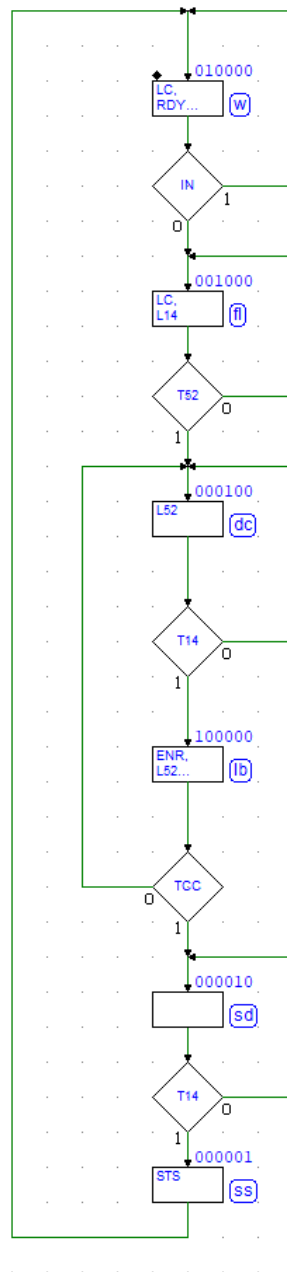 010000
LC,
RDY...
w
IN
1
0
001000
LC,
L14
fl
T52
0
1
000100
L52
dc
T14
0
1
100000
ENR,
L52...
lb
TCC
0
1
000010
sd
T14
0
1
000001
STS
ss